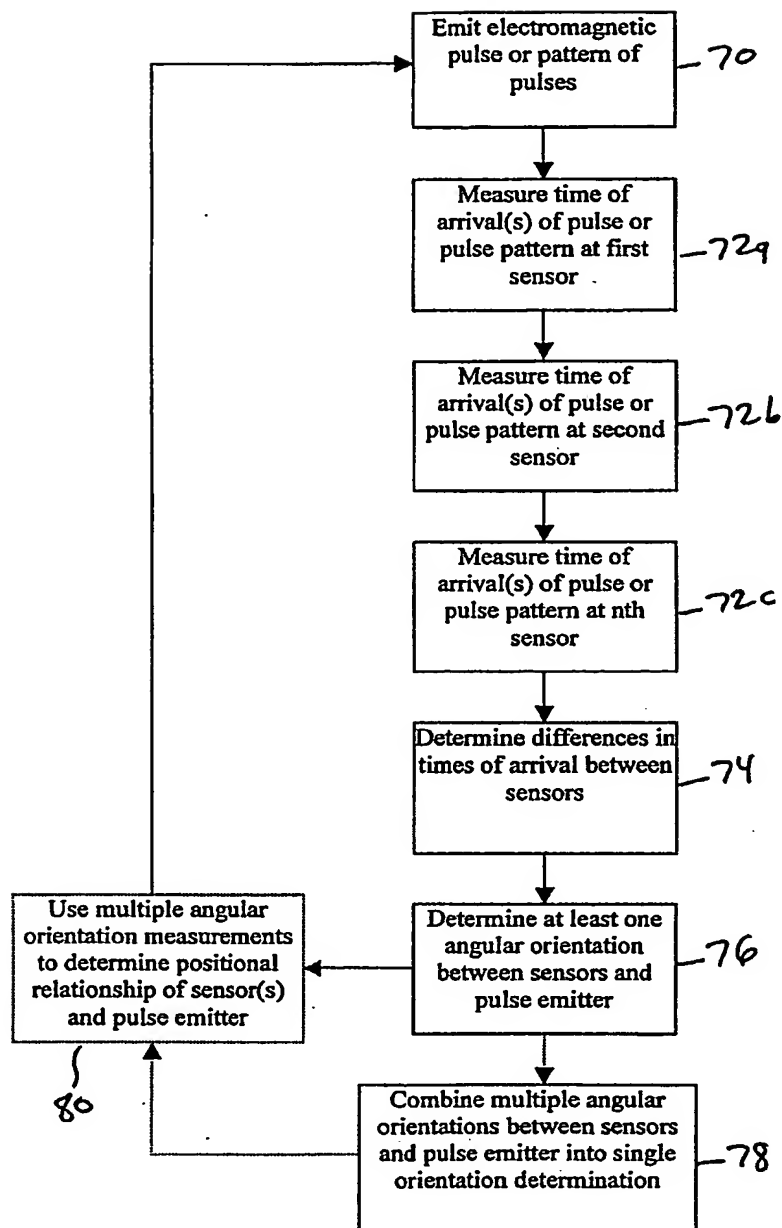 Emit electromagnetic
pulse or pattern of
pulses
70
Measure time of
arrival(s) of pulse or
pulse pattern at first
sensor
72a
Measure time of
arrival(s) of pulse or
pulse pattern at second
sensor
72b
Measure time of
arrival(s) of pulse or
pulse pattern at nth
sensor
72c
Determine differences in
times of arrival between
sensors
74
Use multiple angular
orientation measurements
to determine positional
relationship of sensor(s)
and pulse emitter
80
Determine at least one
angular orientation
between sensors and
pulse emitter
76
Combine multiple angular
orientations between sensors
and pulse emitter into single
orientation determination
78